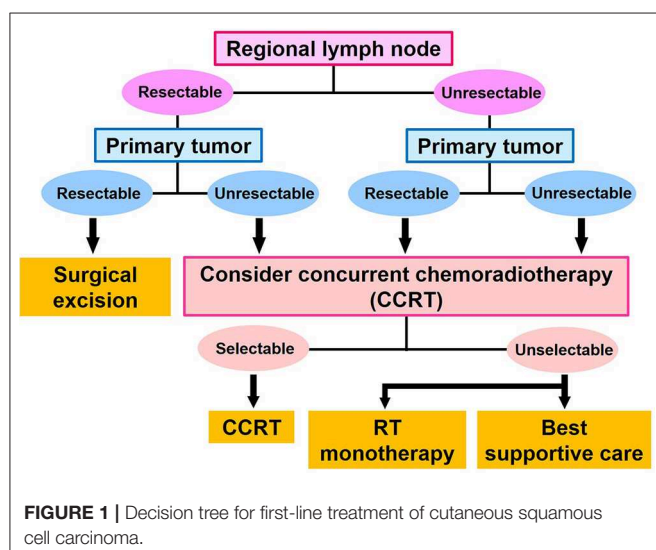 Regional lymph node
Resectable
Unresectable
Primary tumor
Primary tumor
Resectable
Unresectable
Resectable
Unresectable
Surgical
excision
Consider concurrent chemoradiotherapy
(CCRT)
Selectable
Unselectable
CCRT
RT
monotherapy
Best
supportive care
FIGURE 1 | Decision tree for first-line treatment of cutaneous squamous
cell carcinoma.